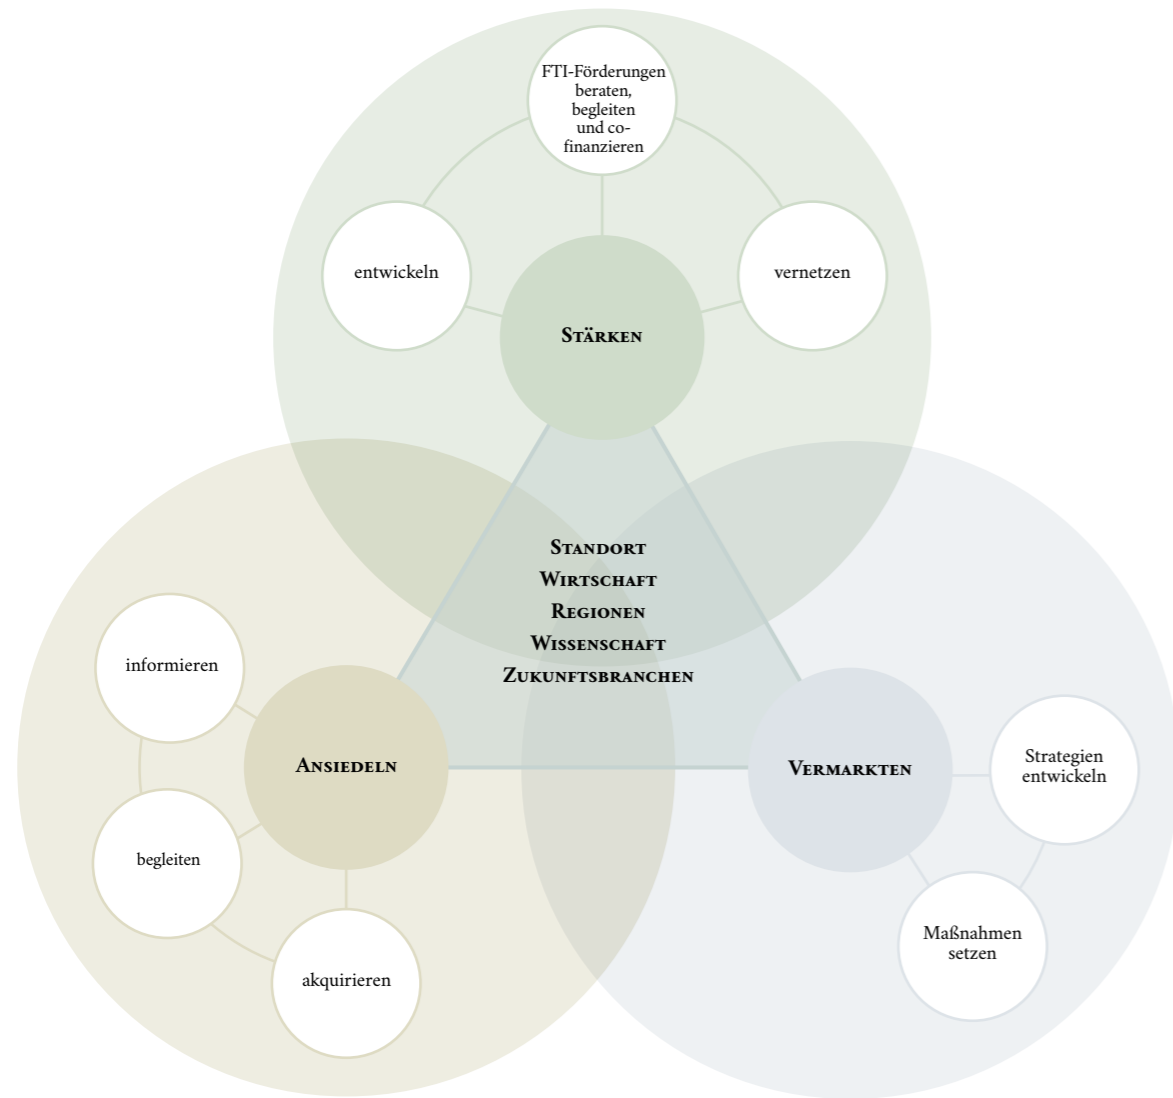 FTI-Förderungen
beraten,
begleiten
und co-
finanzieren
entwickeln
vernetzen
Stärken
Standort
Wirtschaft
Regionen
Wissenschaft
Zukunftsbranchen
informieren
Ansiedeln
begleiten
akquirieren
Vermarkten
Strategien
entwickeln
Maßnahmen
setzen